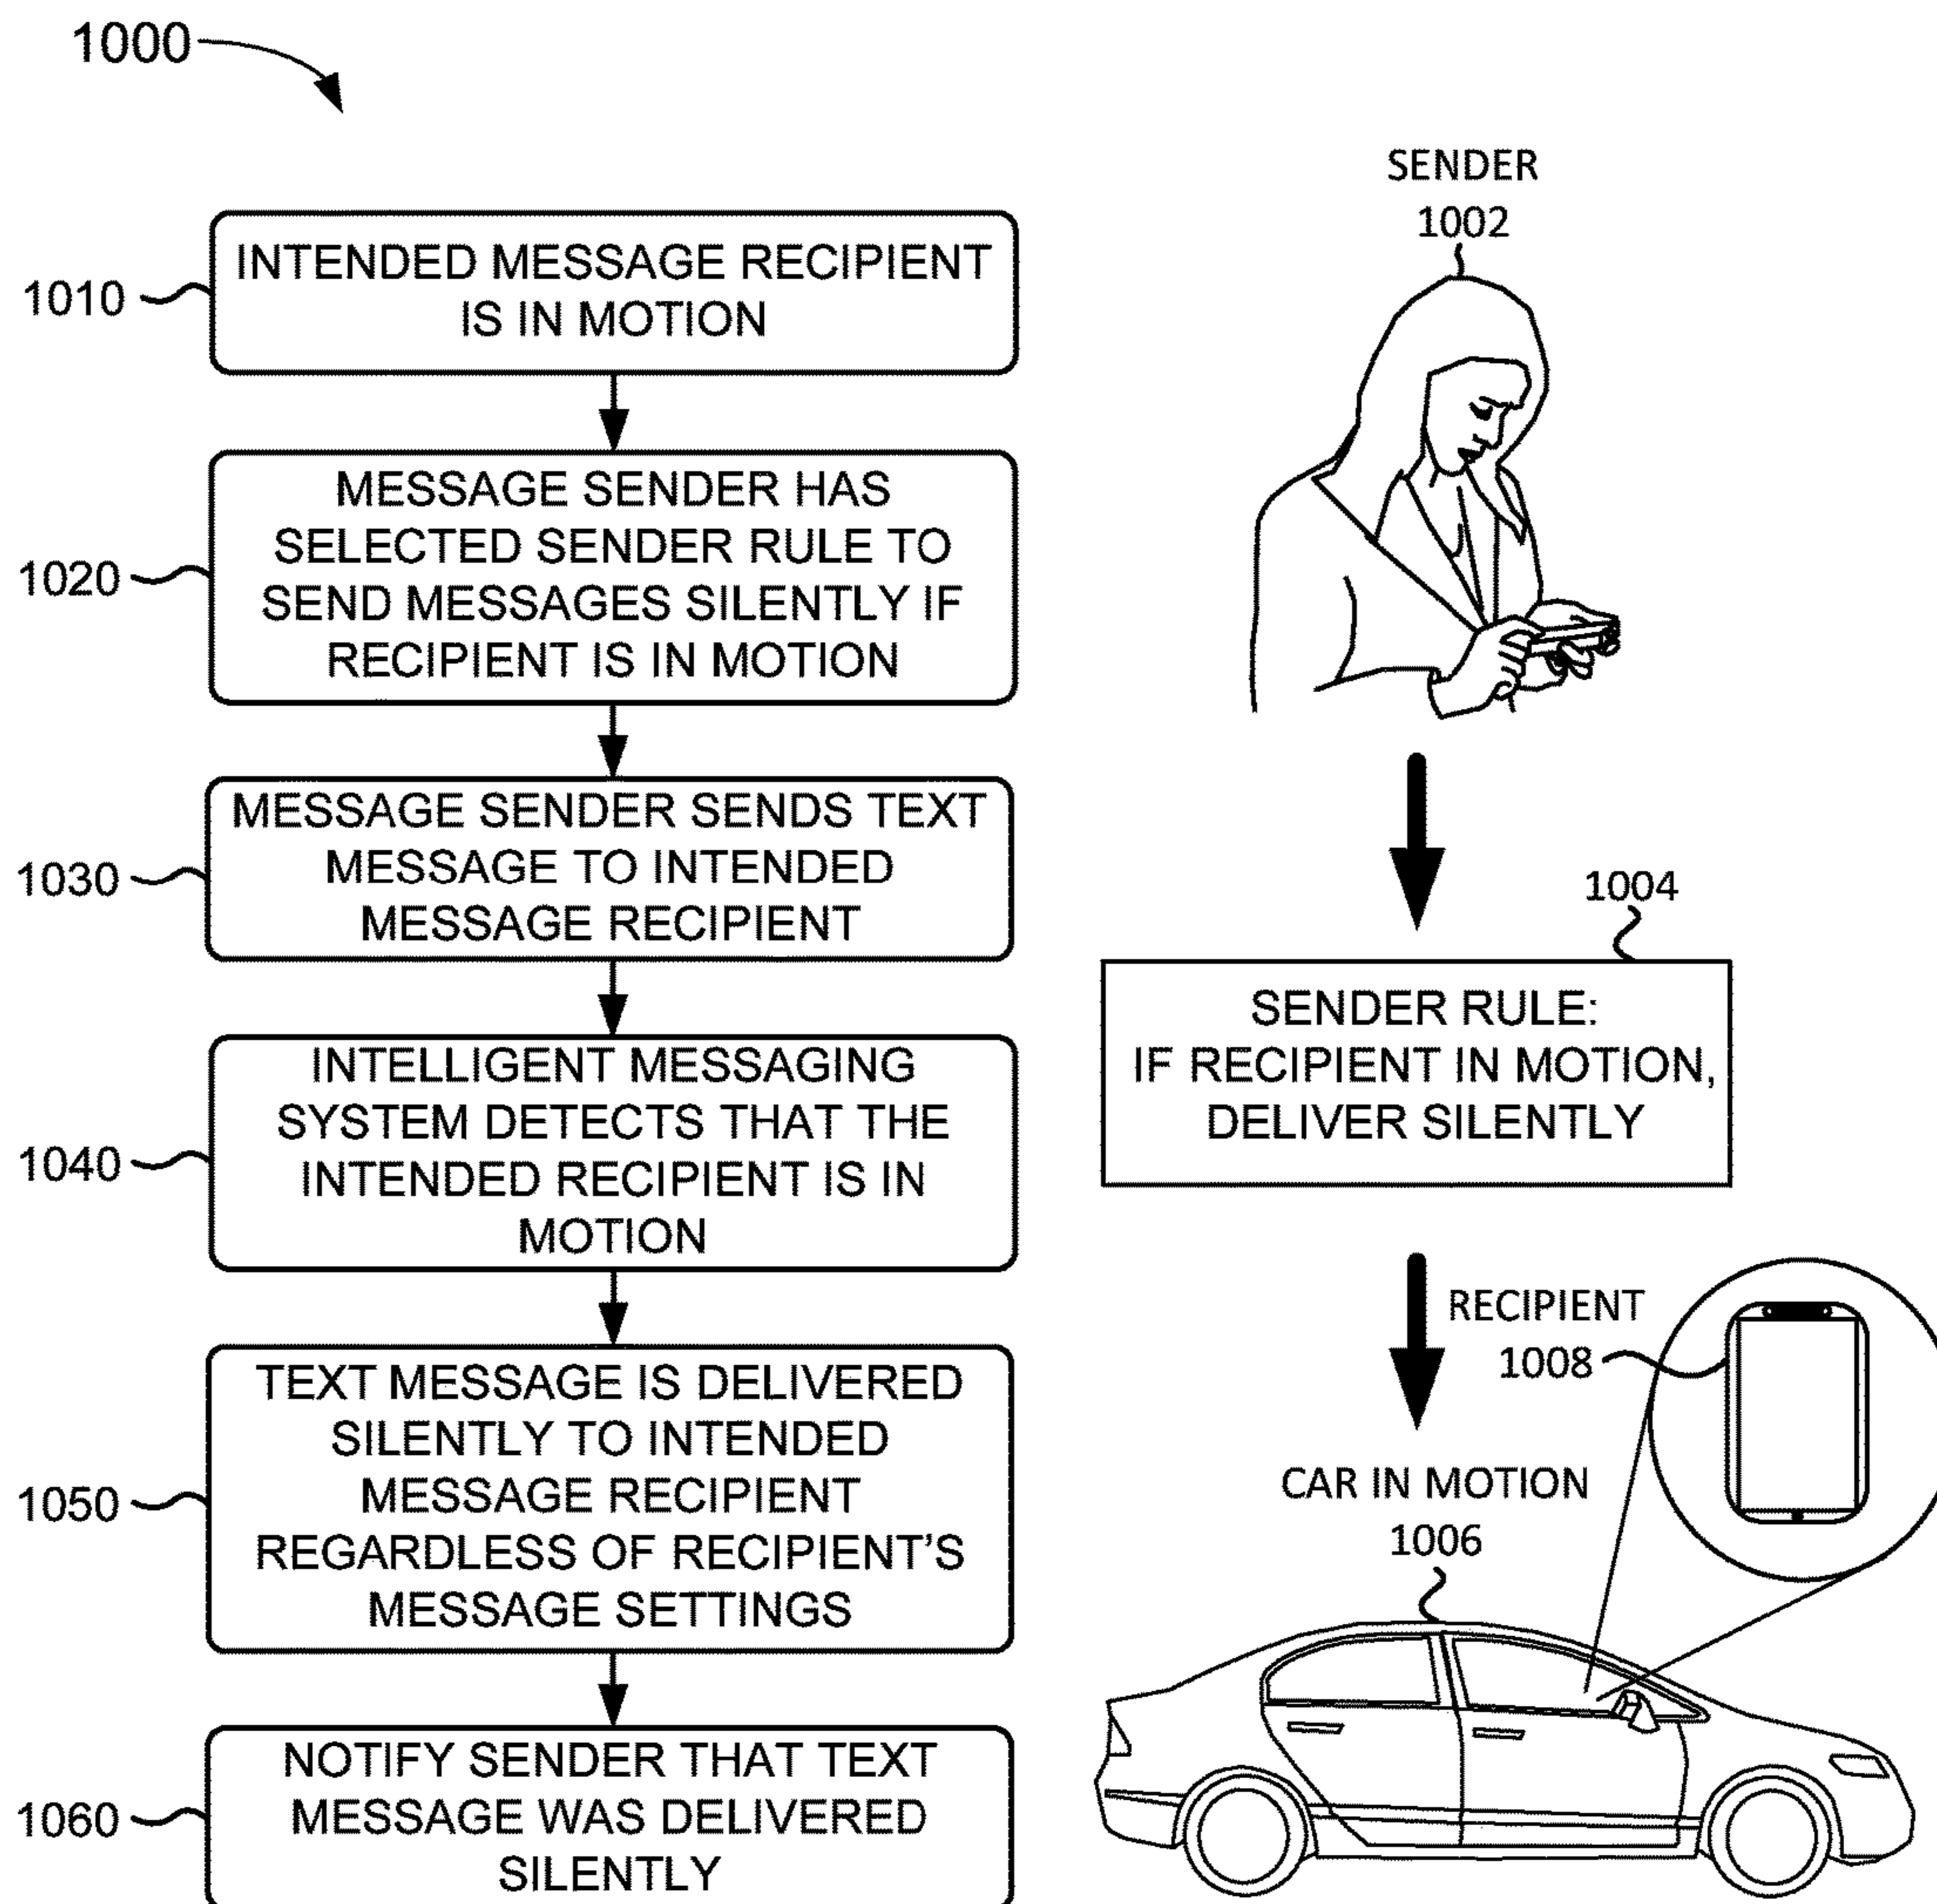 1000
1010
INTENDED MESSAGE RECIPIENT
IS IN MOTION
1020
MESSAGE SENDER HAS
SELECTED SENDER RULE TO
SEND MESSAGES SILENTLY IF
RECIPIENT IS IN MOTION
1030
MESSAGE SENDER SENDS TEXT
MESSAGE TO INTENDED
MESSAGE RECIPIENT
1040
INTELLIGENT MESSAGING
SYSTEM DETECTS THAT THE
INTENDED RECIPIENT IS IN
MOTION
1050
TEXT MESSAGE IS DELIVERED
SILENTLY TO INTENDED
MESSAGE RECIPIENT
REGARDLESS OF RECIPIENT'S
MESSAGE SETTINGS
1060
NOTIFY SENDER THAT TEXT
MESSAGE WAS DELIVERED
SILENTLY
SENDER
1002
1004
SENDER RULE:
IF RECIPIENT IN MOTION,
DELIVER SILENTLY
RECIPIENT
1008
CAR IN MOTION
1006